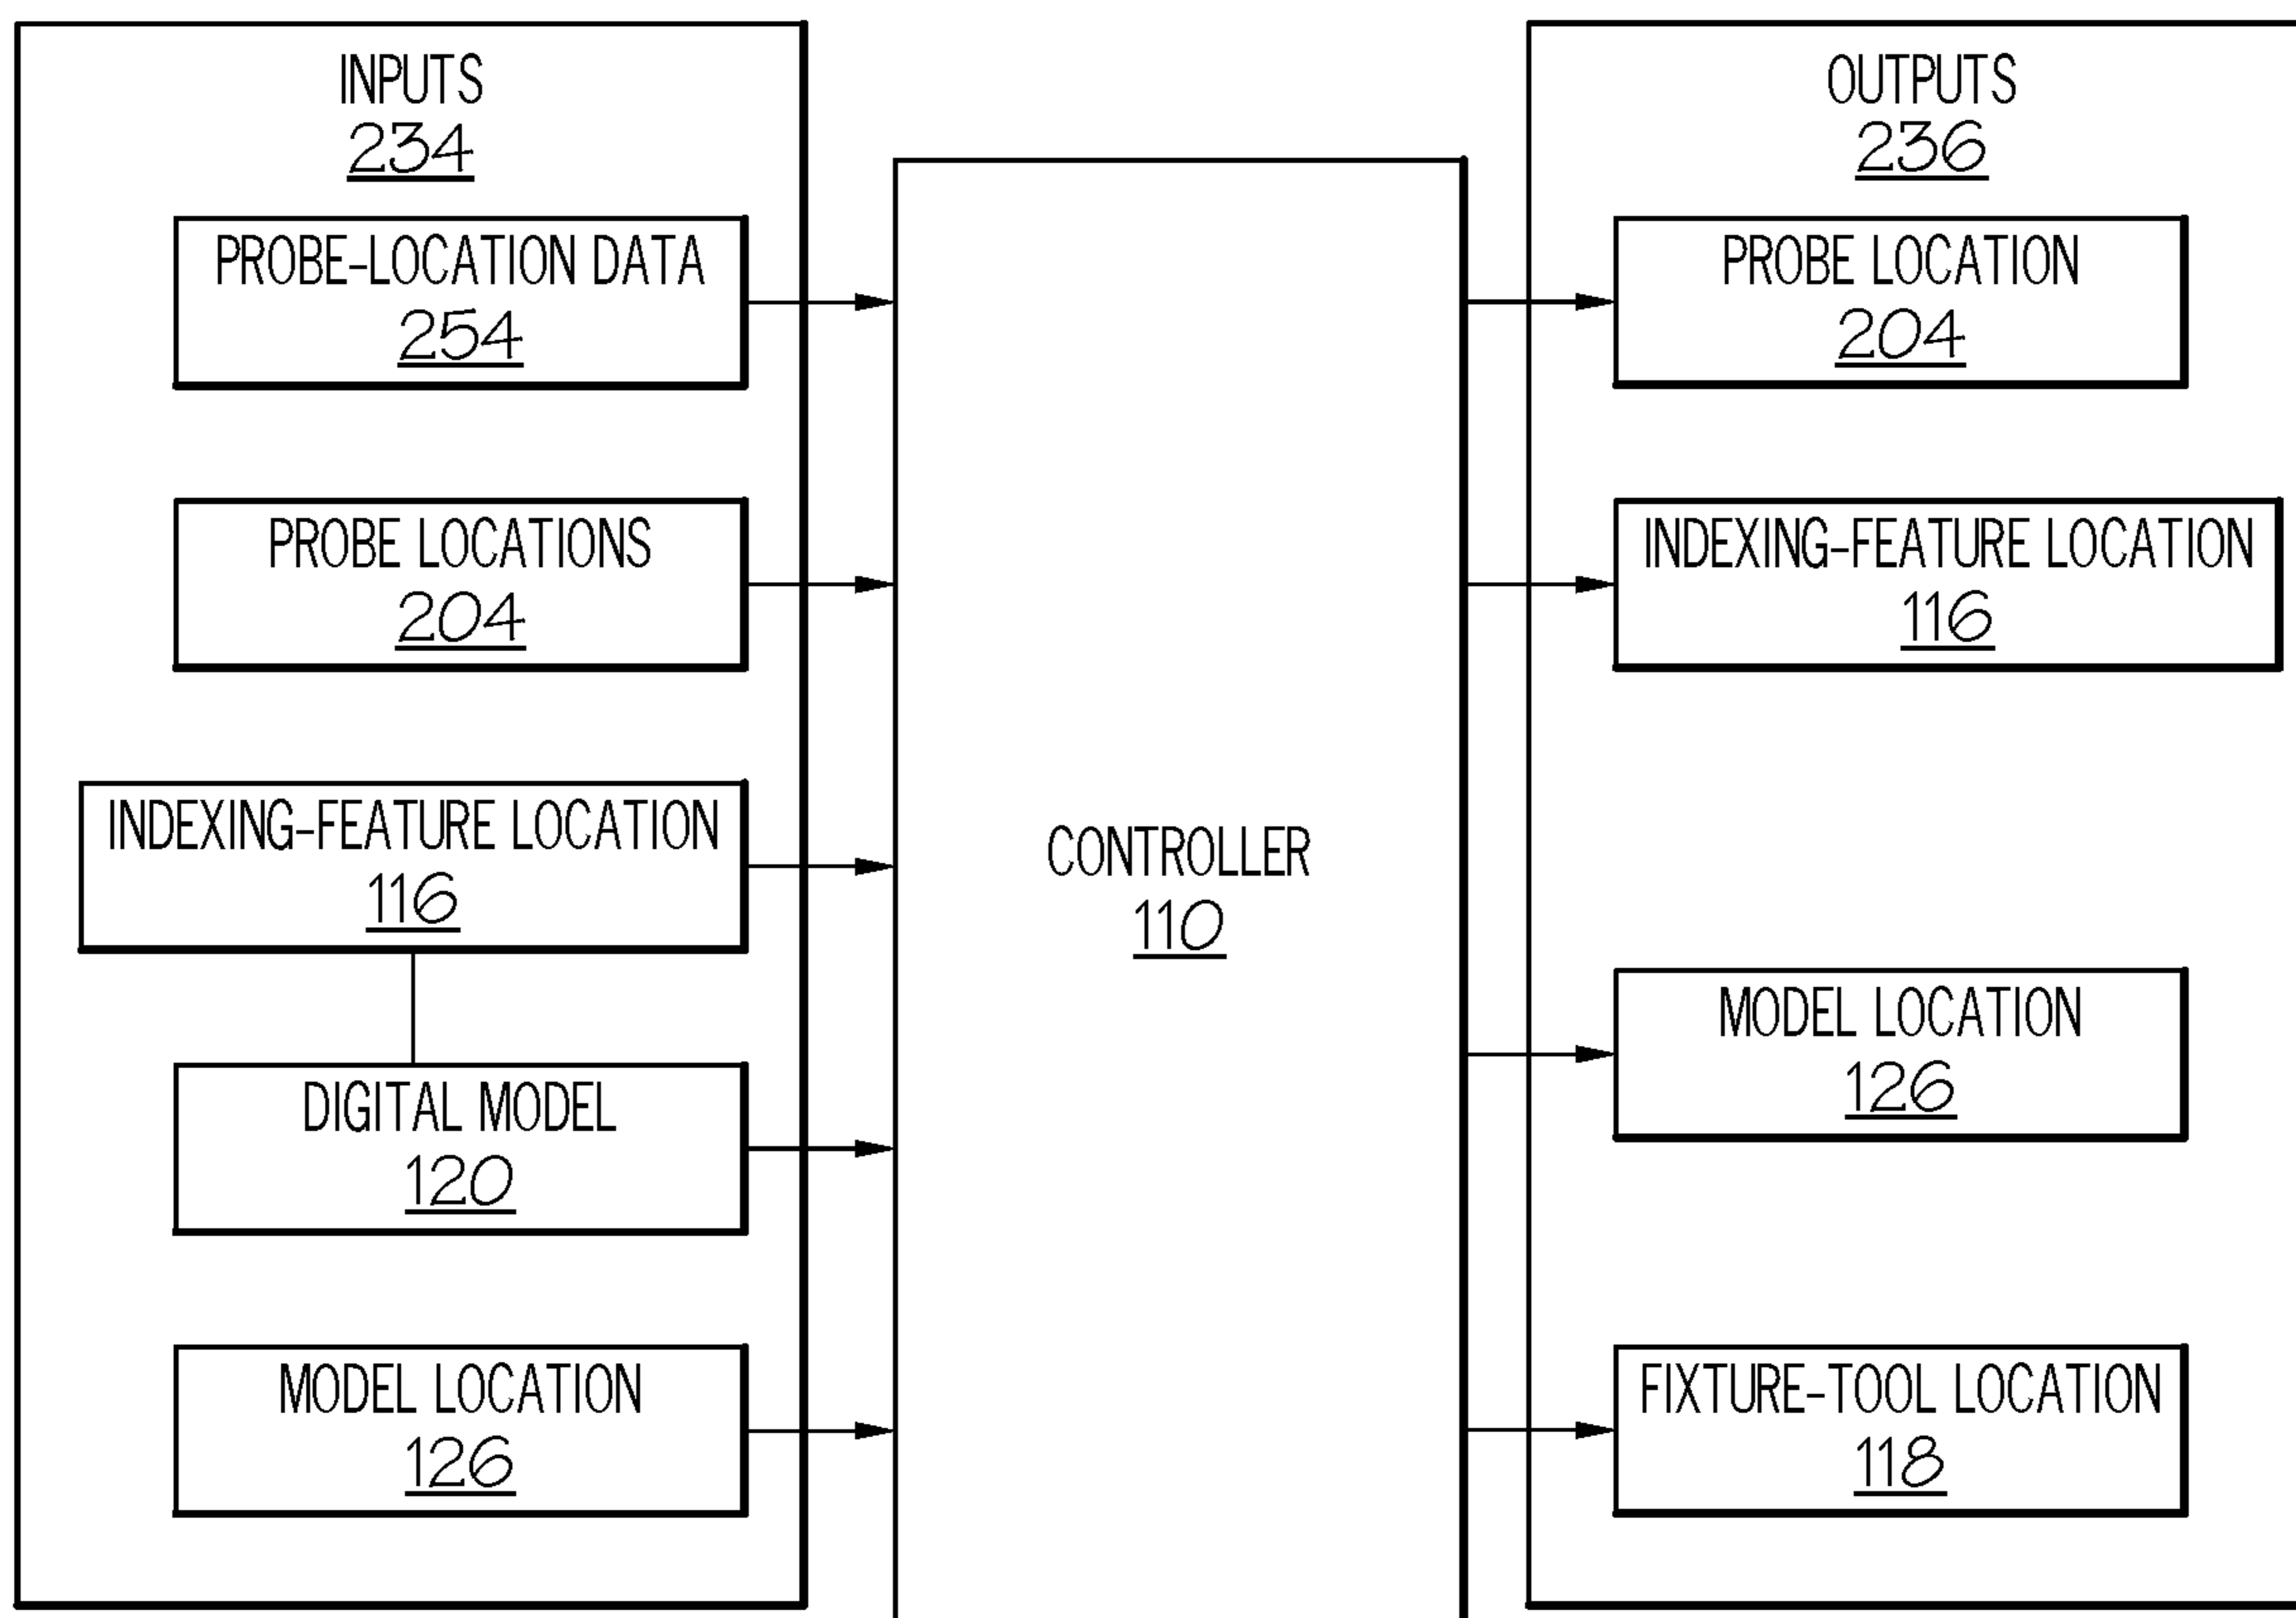 INPUTS
234
PROBE-LOCATION DATA
254
PROBE LOCATIONS
204
INDEXING-FEATURE LOCATION
116
DIGITAL MODEL
120
MODEL LOCATION
126
CONTROLLER
110
OUTPUTS
236
PROBE LOCATION
204
INDEXING-FEATURE LOCATION
116
MODEL LOCATION
126
FIXTURE-TOOL LOCATION
118